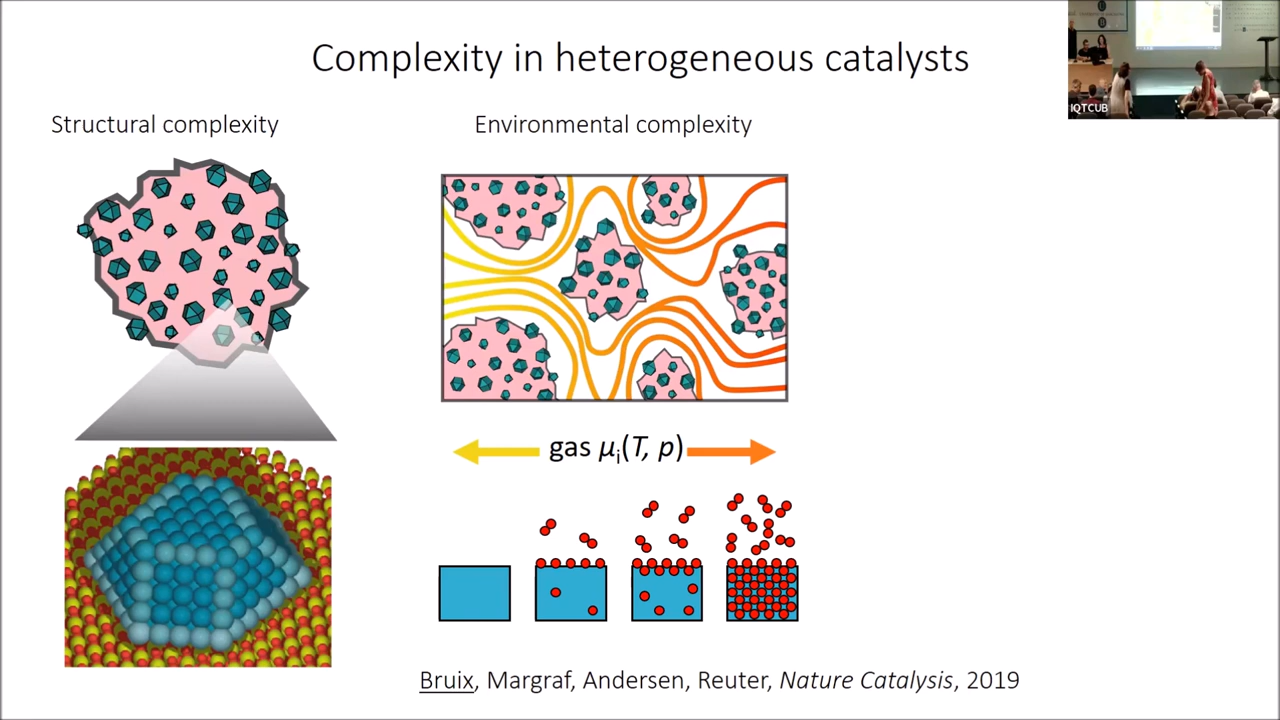 Complexity in heterogeneous catalysts
Structural complexity
Environmental complexity
gas μi(T, p)
Bruix, Margraf, Andersen, Reuter, Nature Catalysis, 2019
IQTCUB